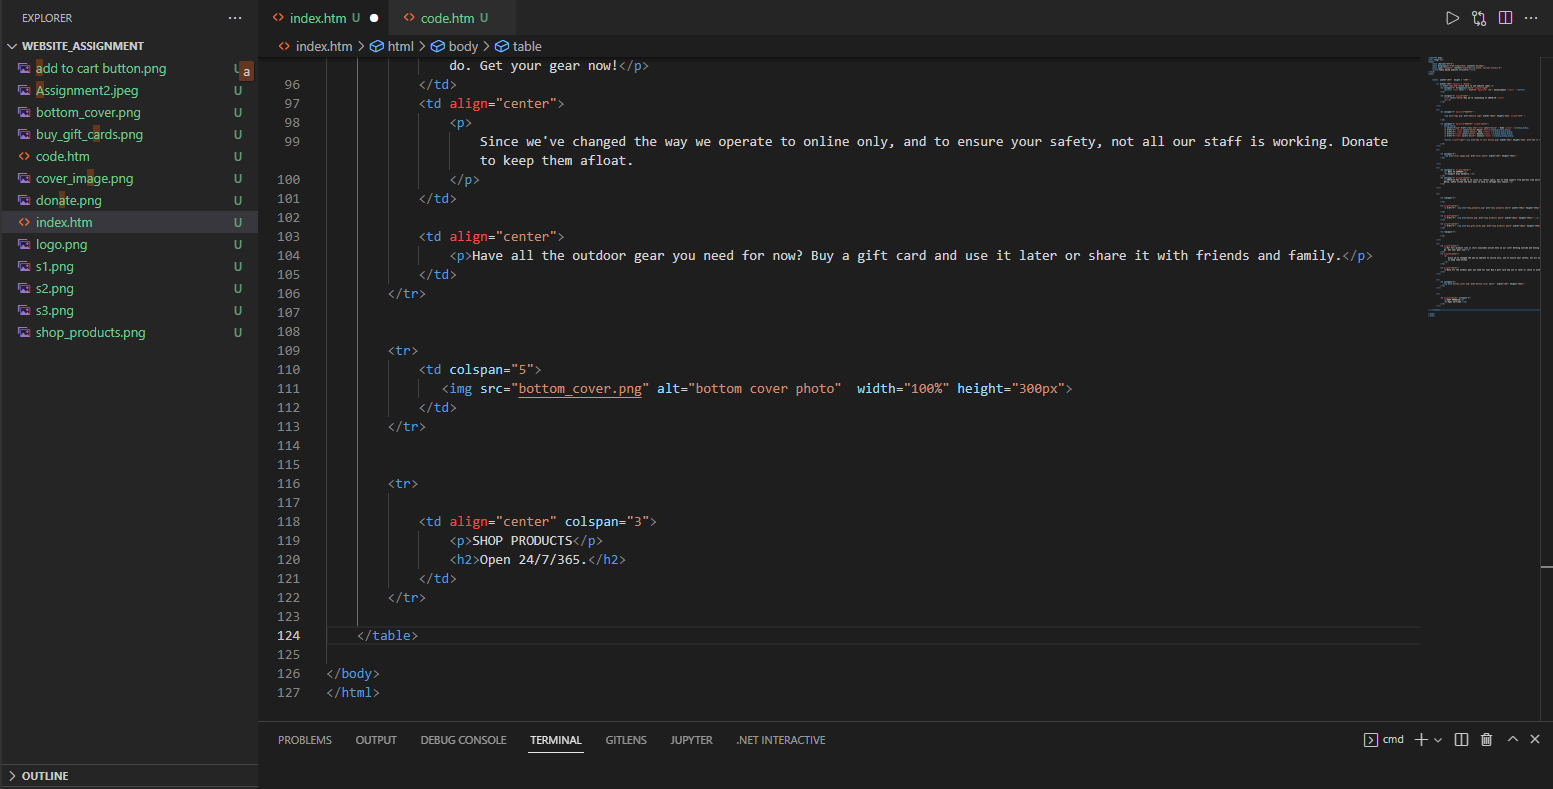 EXPLORER
WEBSITE_ASSIGNMENT
add to cart button.png U
a
Assignment2.jpeg U
bottom_cover.png U
buy_gift_cards.png U
code.htm U
cover_image.png U
donate.png U
index.htm U
logo.png U
s1.png U
s2.png U
s3.png U
shop_products.png U
OUTLINE
index.htm U
code.htm U
index.htm > html > body > table
do. Get your gear now!</p>
96 </td>
97 <td align="center">
98 <p>
99 Since we've changed the way we operate to online only, and to ensure your safety, not all our staff is working. Donate
to keep them afloat.
100 </p>
101 </td>
102
103 <td align="center">
104 <p>Have all the outdoor gear you need for now? Buy a gift card and use it later or share it with friends and family.</p>
105 </td>
106 </tr>
107
108
109 <tr>
110 <td colspan="5">
111 <img src="bottom_cover.png" alt="bottom cover photo"  width="100%" height="300px">
112 </td>
113 </tr>
114
115
116 <tr>
117
118 <td align="center" colspan="3">
119 <p>SHOP PRODUCTS</p>
120 <h2>Open 24/7/365.</h2>
121 </td>
122 </tr>
123
124 </table>
125
126 </body>
127 </html>
PROBLEMS OUTPUT DEBUG CONSOLE TERMINAL GITLENS JUPYTER .NET INTERACTIVE
cmd